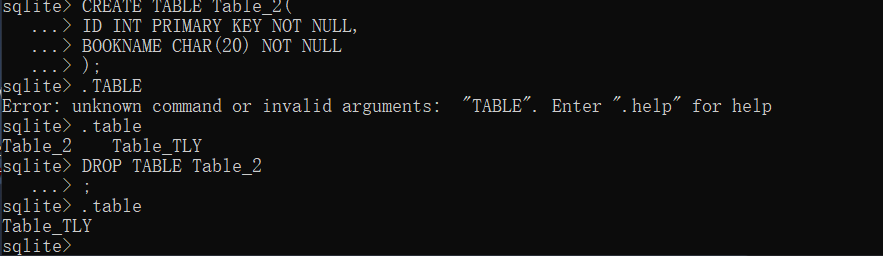 sqlite> CREATE TABLE Table_2(
...> ID INT PRIMARY KEY NOT NULL,
...> BOOKNAME CHAR(20) NOT NULL
...> );
sqlite> .TABLE
Error: unknown command or invalid arguments:  "TABLE". Enter ".help" for help
sqlite> .table
Table_2    Table_TLY
sqlite> DROP TABLE Table_2
...> ;
sqlite> .table
Table_TLY
sqlite>